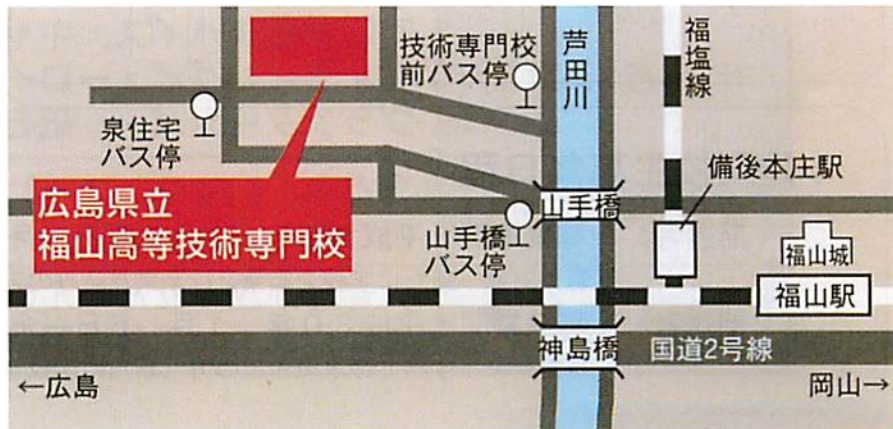 技術専門校
前バス停
芦田川
福塩線
泉住宅
バス停
備後本庄駅
広島県立
福山高等技術専門校
山手橋
山手橋
バス停
福山城
福山駅
神島橋
国道2号線
←広島
岡山→